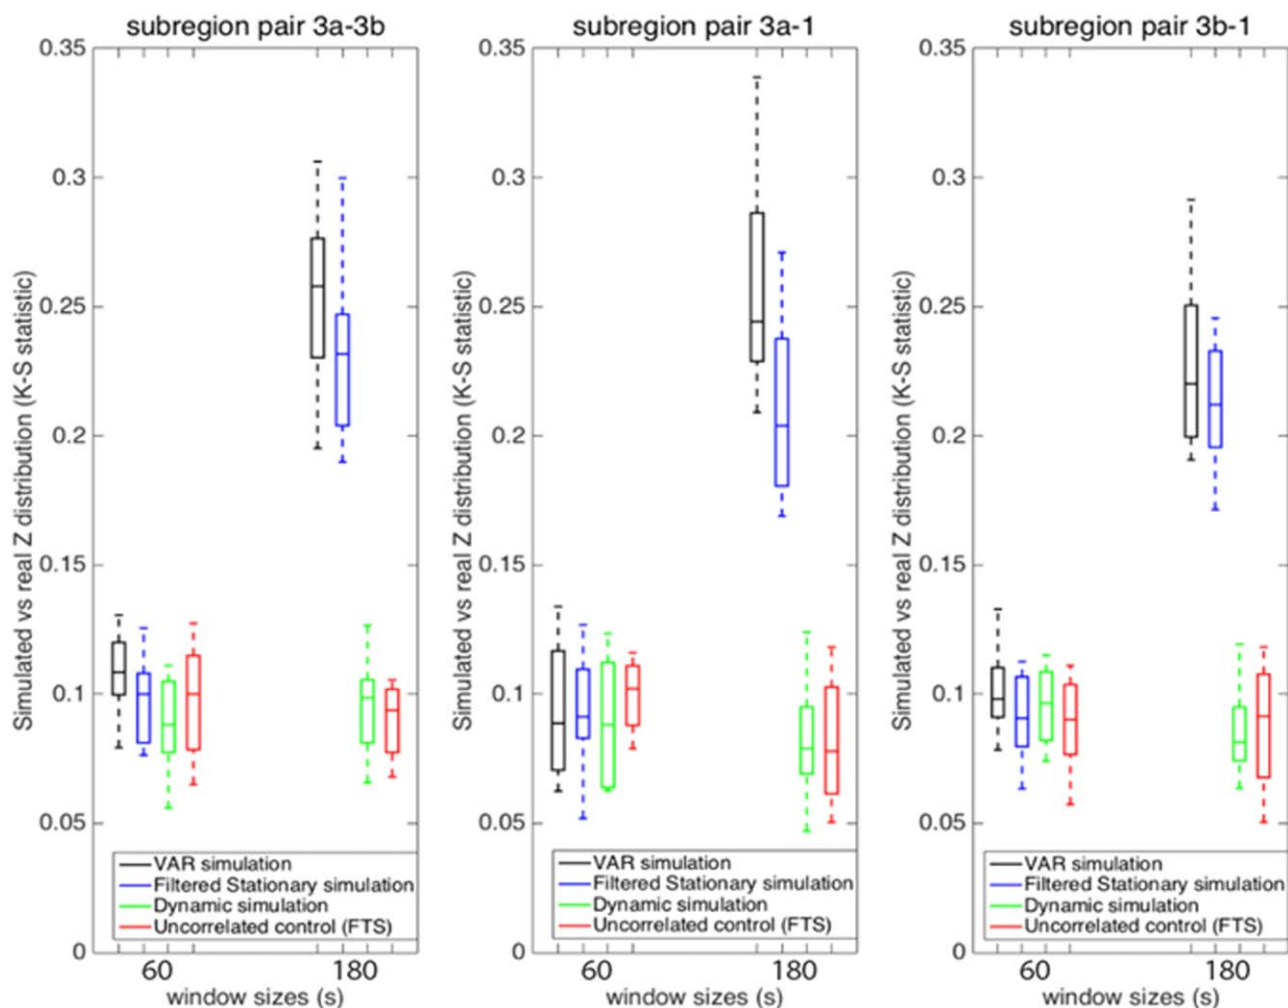 subregion pair 3a-3b
0.35
0.3
0.25
0.2
0.15
0.1
0.05
0
Simulated vs real Z distribution (K-S statistic)
VAR simulation
Filtered Stationary simulation
Dynamic simulation
Uncorrelated control (FTS)
60 180
window sizes (s)
subregion pair 3a-1
0.35
0.3
0.25
0.2
0.15
0.1
0.05
0
Simulated vs real Z distribution (K-S statistic)
VAR simulation
Filtered Stationary simulation
Dynamic simulation
Uncorrelated control (FTS)
60 180
window sizes (s)
subregion pair 3b-1
0.35
0.3
0.25
0.2
0.15
0.1
0.05
0
Simulated vs real Z distribution (K-S statistic)
VAR simulation
Filtered Stationary simulation
Dynamic simulation
Uncorrelated control (FTS)
60 180
window sizes (s)